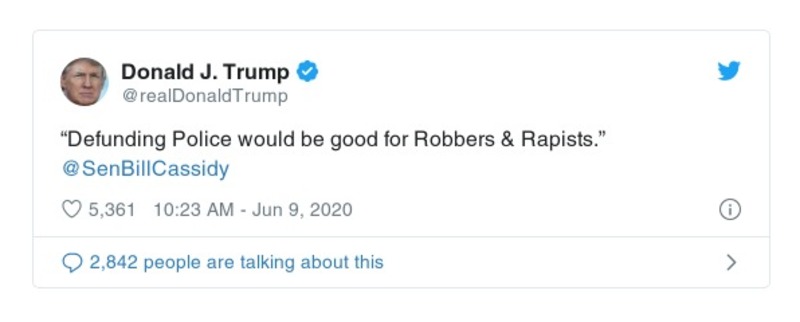 Donald J. Trump
@realDonaldTrump
“Defunding Police would be good for Robbers & Rapists.”
@SenBillCassidy
5,361 10:23 AM - Jun 9, 2020
2,842 people are talking about this